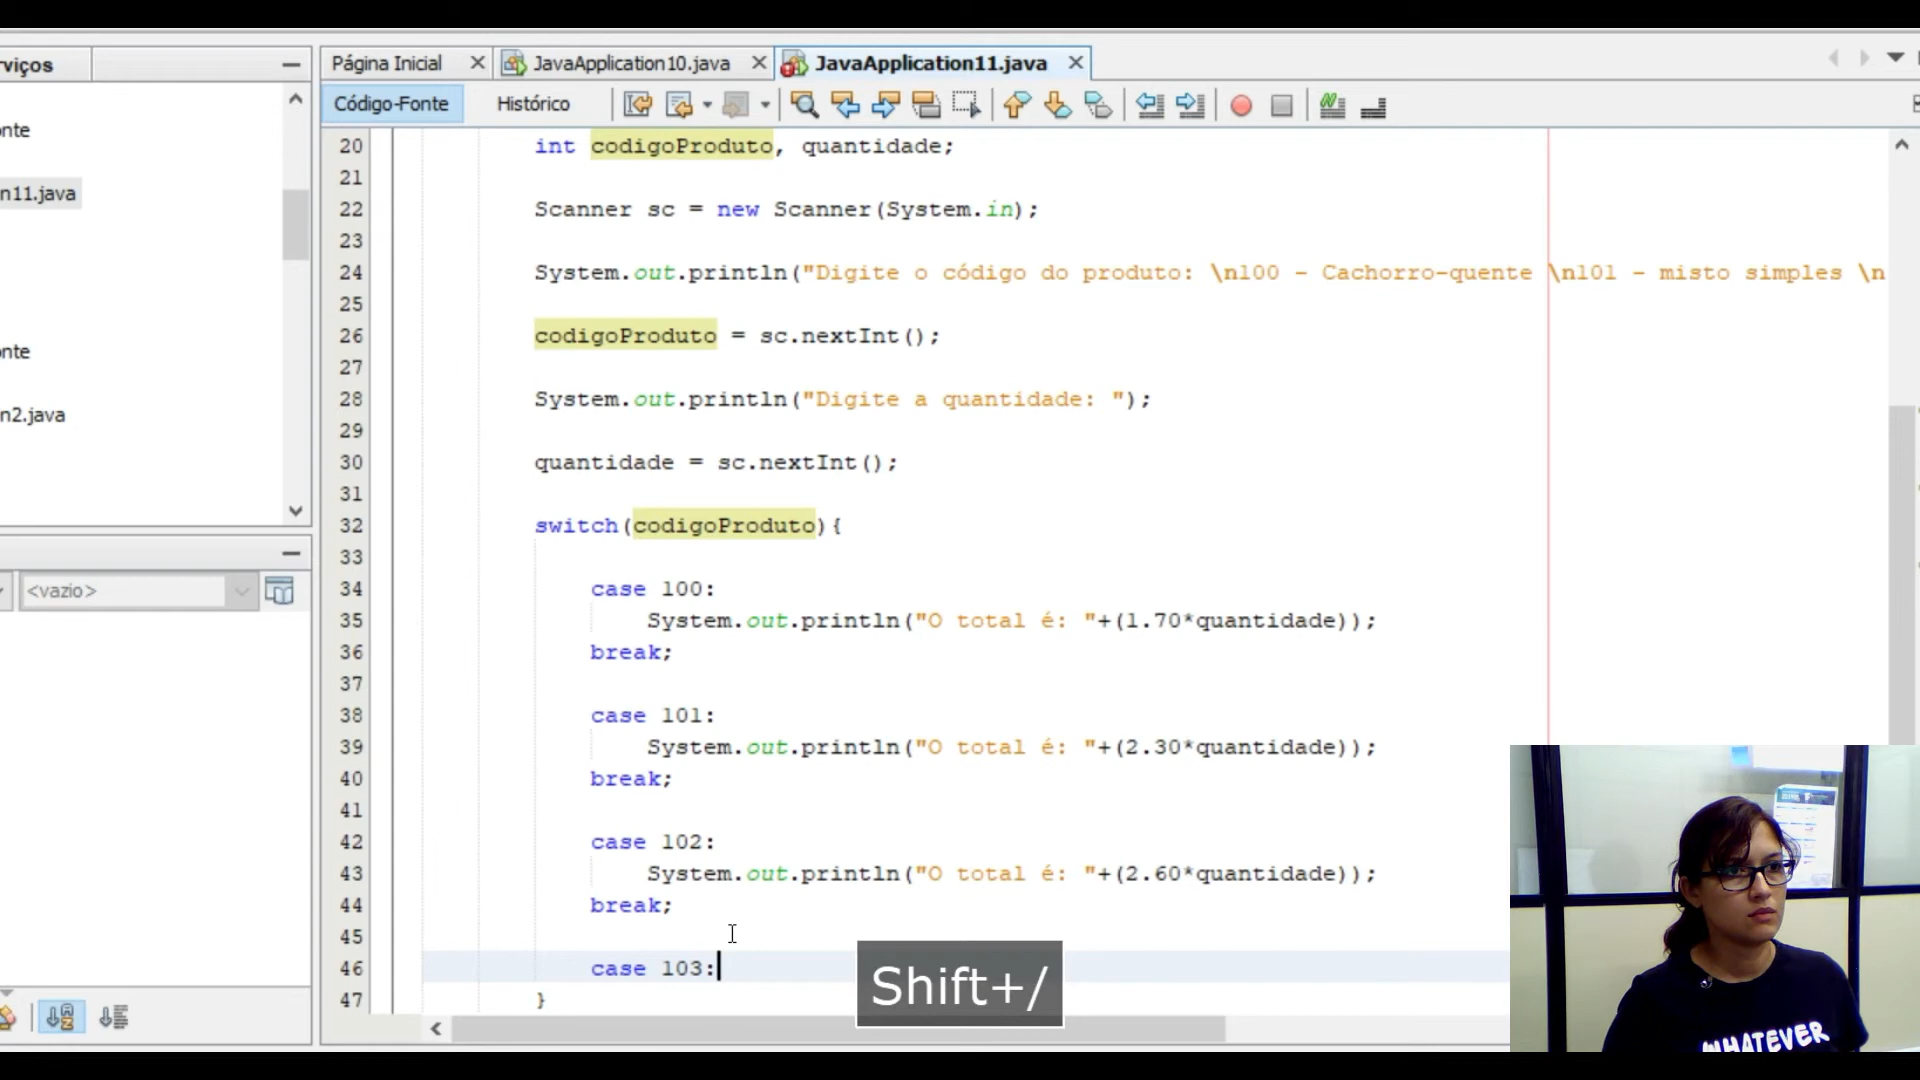 rviços
Página Inicial
JavaApplication10.java
JavaApplication11.java
Código-Fonte
Histórico
onte
n11.java
onte
n2.java
<vazio>
20 int codigoProduto, quantidade;
21
22 Scanner sc = new Scanner(System.in);
23
24 System.out.println("Digite o código do produto: \n100 - Cachorro-quente \n101 - misto simples \n
25
26 codigoProduto = sc.nextInt();
27
28 System.out.println("Digite a quantidade: ");
29
30 quantidade = sc.nextInt();
31
32 switch(codigoProduto){
33
34 case 100:
35 System.out.println("O total é: "+(1.70*quantidade));
36 break;
37
38 case 101:
39 System.out.println("O total é: "+(2.30*quantidade));
40 break;
41
42 case 102:
43 System.out.println("O total é: "+(2.60*quantidade));
44 break;
45
46 case 103:
47 }
Shift+/
WHATEVER